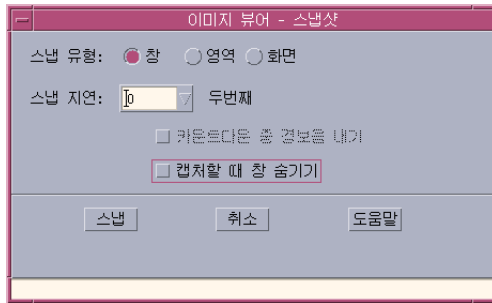 이미지 뷰어 - 스냅샷
스냅 유형: 창 영역 화면
스냅 지연: 0 두번째
카운트다운 중 경보음 내기
캡처할 때 창 숨기기
스냅 취소 도움말